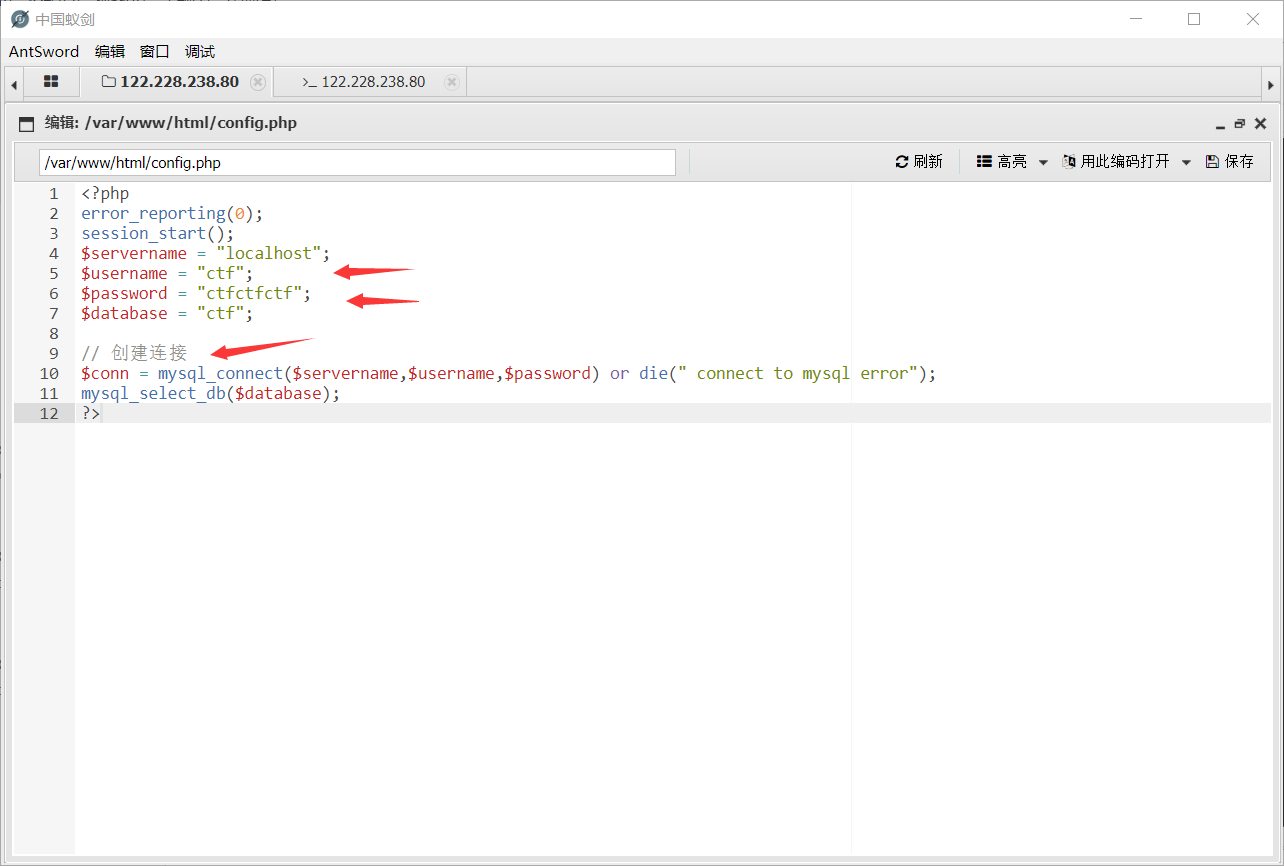 中国蚁剑
AntSword 编辑 窗口 调试
122.228.238.80 >_ 122.228.238.80
编辑: /var/www/html/config.php
/var/www/html/config.php 刷新 高亮 用此编码打开 保存
1 <?php
2 error_reporting(0);
3 session_start();
4 $servername = "localhost";
5 $username = "ctf";
6 $password = "ctfctfctf";
7 $database = "ctf";
8
9 // 创建连接
10 $conn = mysql_connect($servername,$username,$password) or die(" connect to mysql error");
11 mysql_select_db($database);
12 ?>